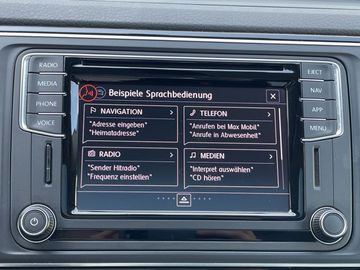 RADIO
MEDIA
PHONE
VOICE
Beispiele Sprachbedienung
NAVIGATION
"Adresse eingeben"
"Heimatadresse"
TELEFON
"Anrufen bei Max Mobil"
"Anrufe in Abwesenheit"
RADIO
"Sender Hitradio"
"Frequenz einstellen"
MEDIEN
"Interpret auswählen"
"CD hören"
EJECT
NAV
APP
MENU